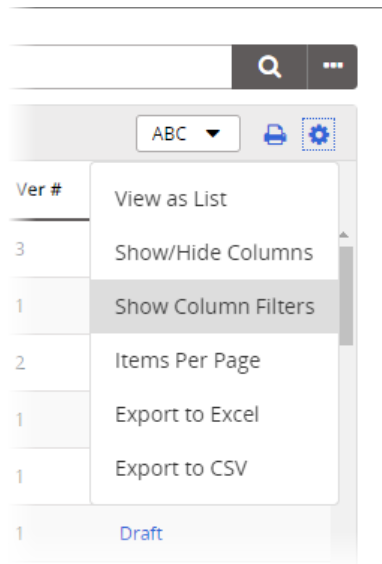 ABC
Ver #
View as List
3
Show/Hide Columns
1
Show Column Filters
2
Items Per Page
1
Export to Excel
1
Export to CSV
1 Draft